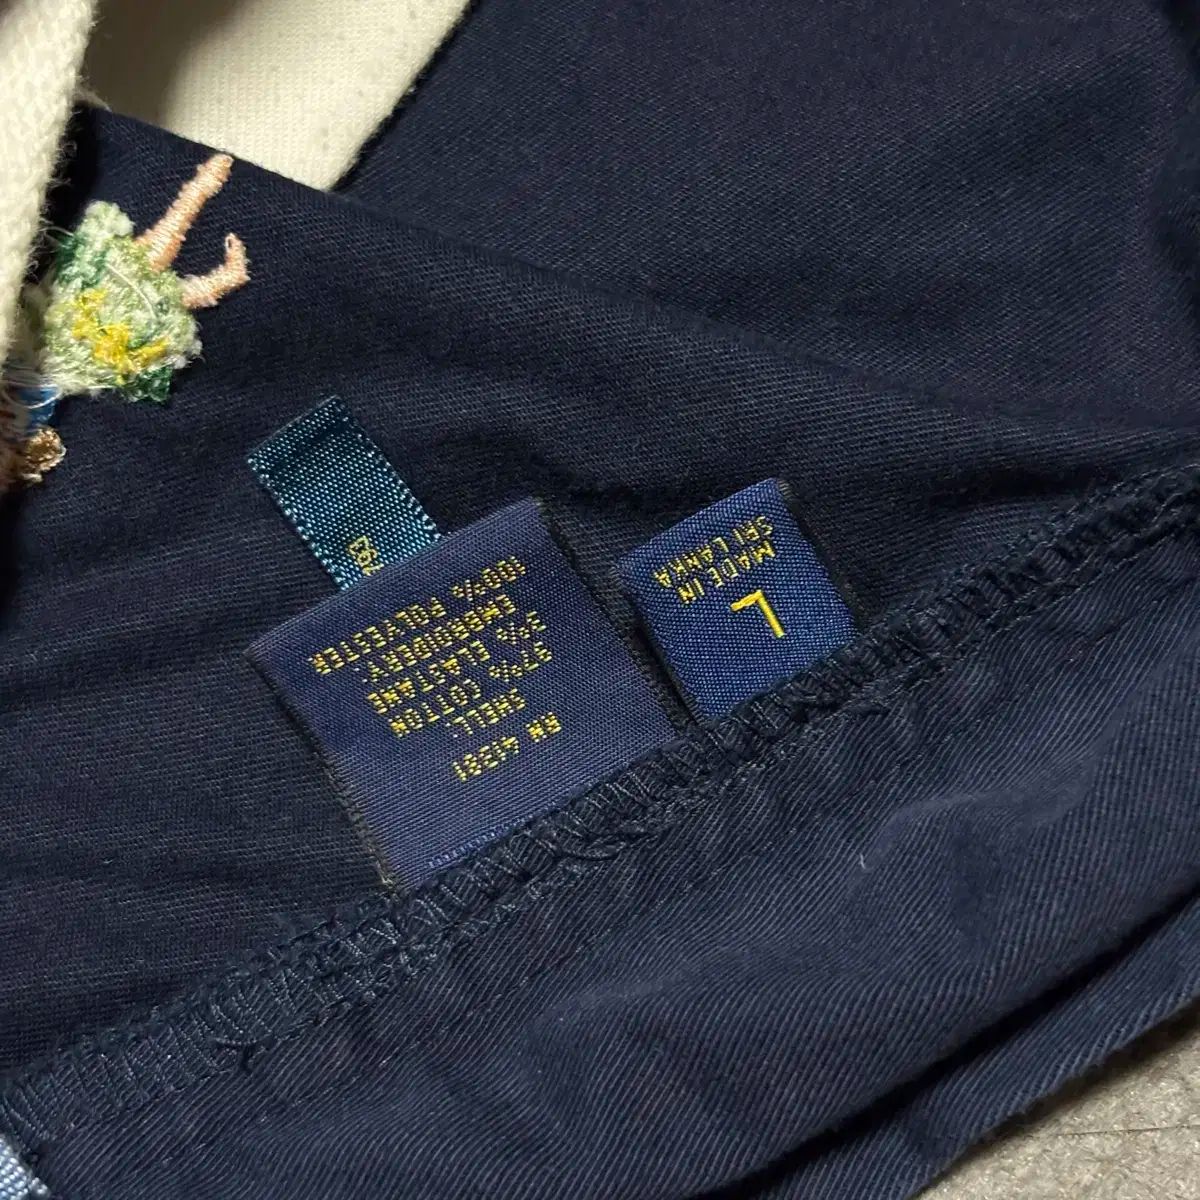 L
MADE IN
SRI LANKA
RN 41381
SHELL:
97% COTTON
3% ELASTANE
EMBROIDERY
100% POLYESTER